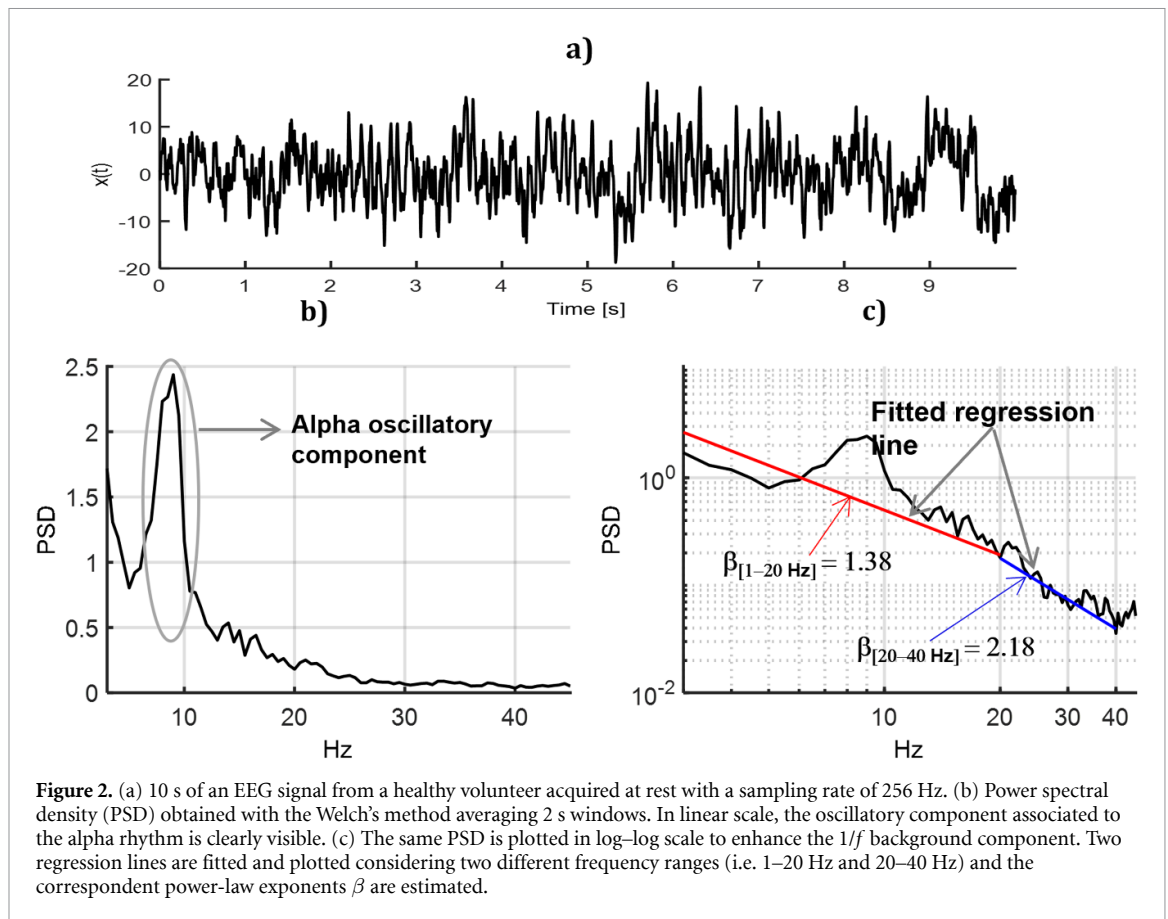 a)
20
10
0
-10
-20
x(t)
0 1 2 3 4 5 6 7 8 9
Time [s]
b)
2.5
2
1.5
1
0.5
0
PSD
Alpha oscillatory
component
10 20 30 40
Hz
c)
10^0
10^-2
PSD
Fitted regression
line
β[1–20 Hz] = 1.38
β[20–40 Hz] = 2.18
10 20 30 40
Hz
Figure 2. (a) 10 s of an EEG signal from a healthy volunteer acquired at rest with a sampling rate of 256 Hz. (b) Power spectral
density (PSD) obtained with the Welch's method averaging 2 s windows. In linear scale, the oscillatory component associated to
the alpha rhythm is clearly visible. (c) The same PSD is plotted in log–log scale to enhance the 1/f background component. Two
regression lines are fitted and plotted considering two different frequency ranges (i.e. 1–20 Hz and 20–40 Hz) and the
correspondent power-law exponents β are estimated.